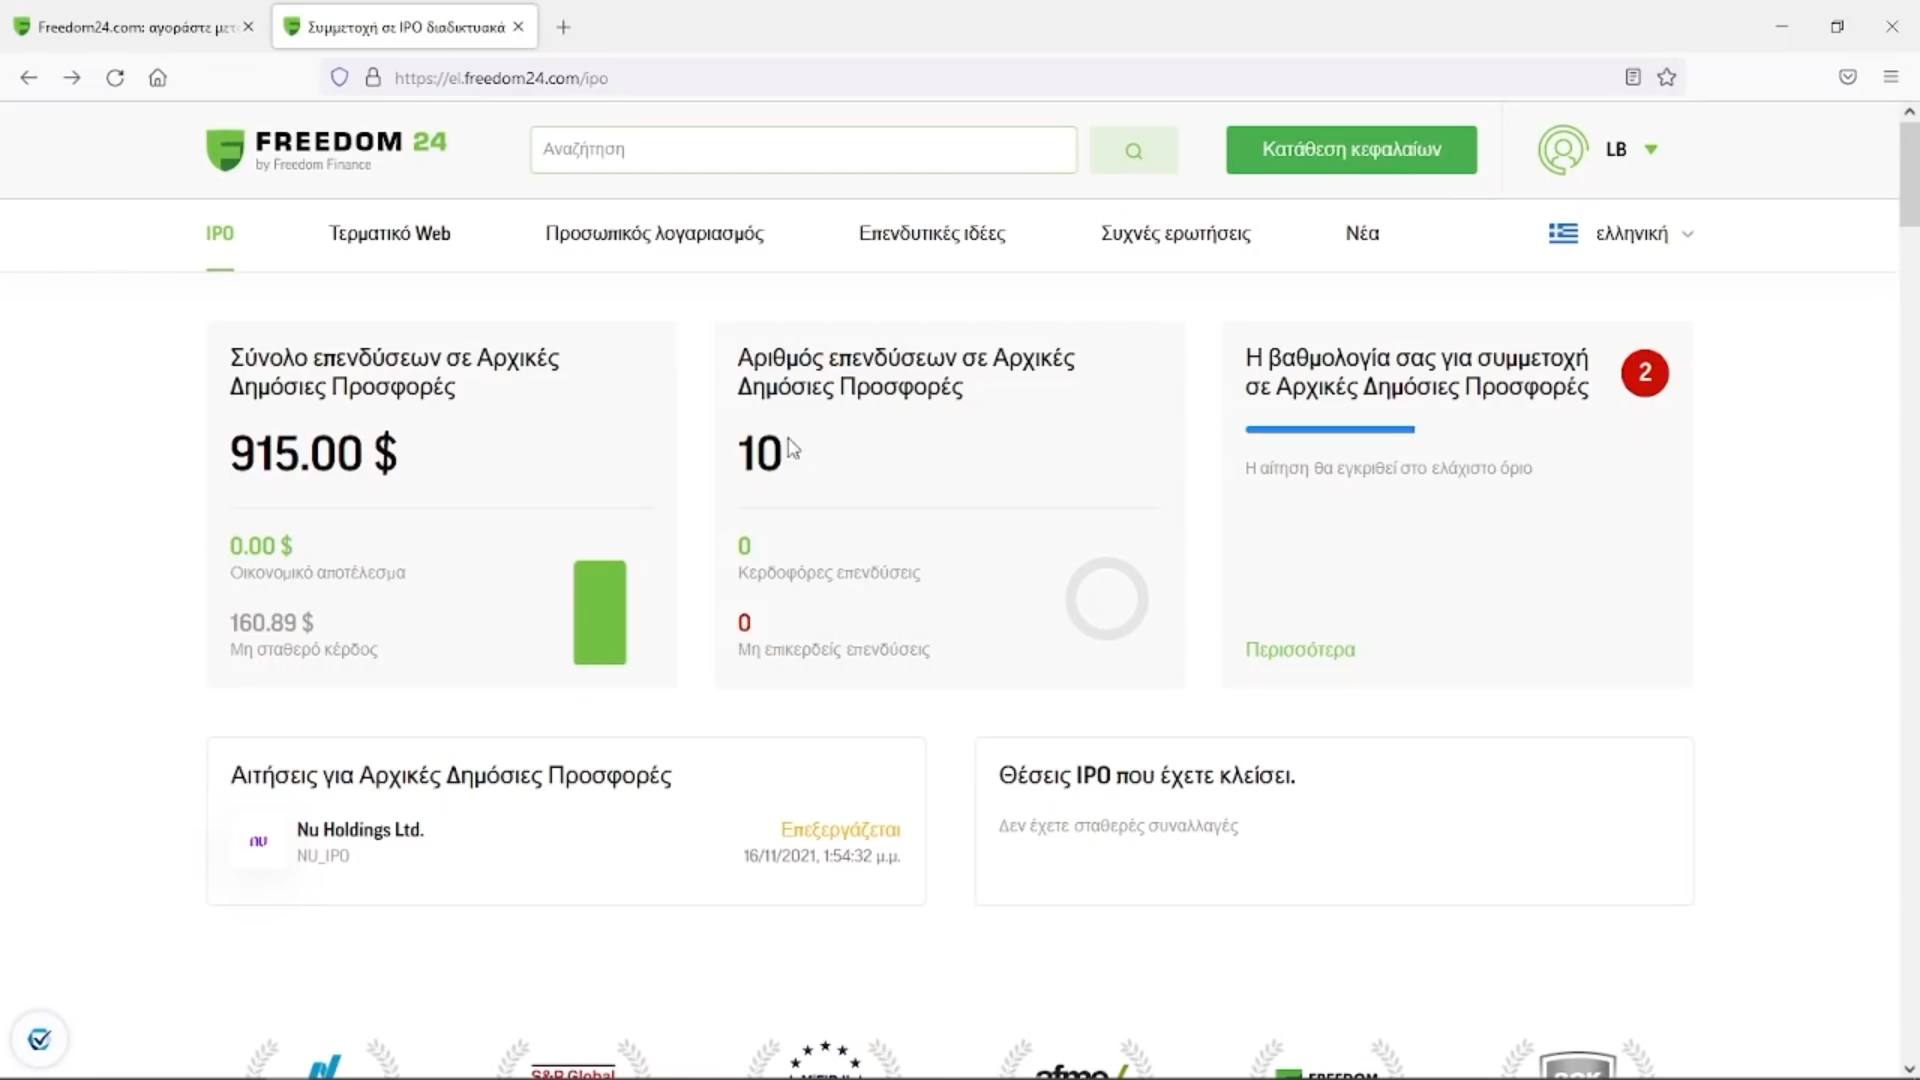 Freedom24.com: αγοράστε μετ
Συμμετοχή σε IPO διαδικτυακά
https://el.freedom24.com/ipo
FREEDOM 24
by Freedom Finance
Αναζήτηση
Κατάθεση κεφαλαίων
LB
IPO
Τερματικό Web
Προσωπικός λογαριασμός
Επενδυτικές ιδέες
Συχνές ερωτήσεις
Νέα
ελληνική
Σύνολο επενδύσεων σε Αρχικές
Δημόσιες Προσφορές
915.00 $
0.00 $
Οικονομικό αποτέλεσμα
160.89 $
Μη σταθερό κέρδος
Αριθμός επενδύσεων σε Αρχικές
Δημόσιες Προσφορές
10
0
Κερδοφόρες επενδύσεις
0
Μη επικερδείς επενδύσεις
Η βαθμολογία σας για συμμετοχή
σε Αρχικές Δημόσιες Προσφορές
2
Η αίτηση θα εγκριθεί στο ελάχιστο όριο
Περισσότερα
Αιτήσεις για Αρχικές Δημόσιες Προσφορές
nu
Nu Holdings Ltd.
NU_IPO
Επεξεργάζεται
16/11/2021, 1:54:32 μ.μ.
Θέσεις IPO που έχετε κλείσει.
Δεν έχετε σταθερές συναλλαγές
S&P Global
afme
FREEDOM